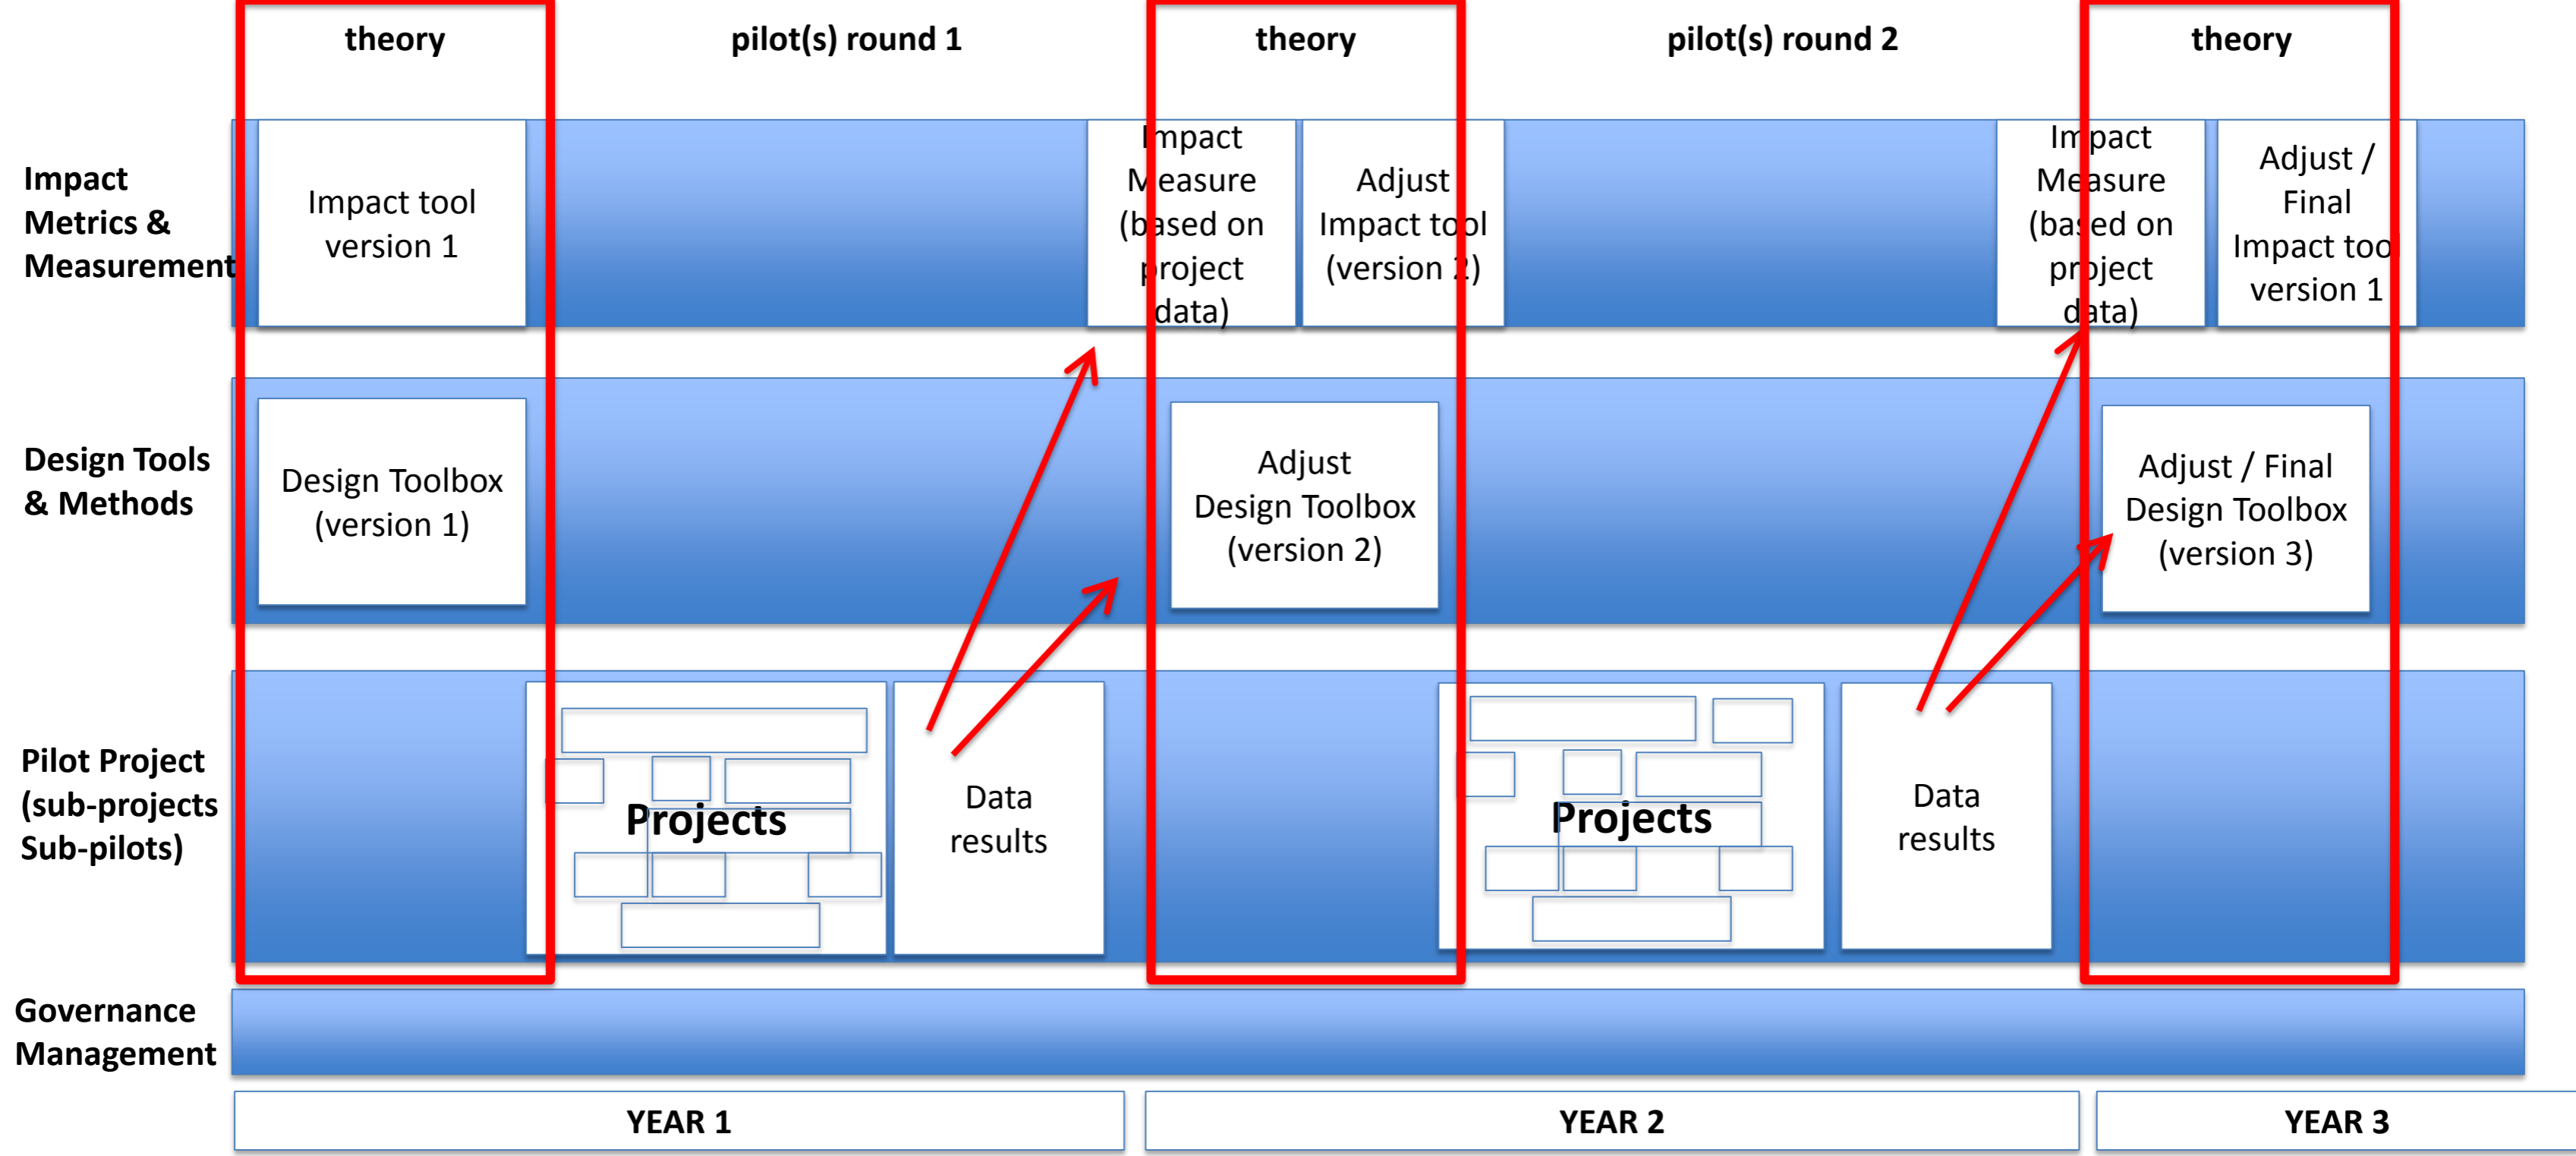 theory
pilot(s) round 1
theory
pilot(s) round 2
theory
Impact
Metrics &
Measurement
Impact tool
version 1
Impact
Measure
(based on
project
data)
Adjust
Impact tool
(version 2)
Impact
Measure
(based on
project
data)
Adjust /
Final
Impact tool
version 1
Design Tools
& Methods
Design Toolbox
(version 1)
Adjust
Design Toolbox
(version 2)
Adjust / Final
Design Toolbox
(version 3)
Pilot Project
(sub-projects
Sub-pilots)
Projects
Data
results
Projects
Data
results
Governance
Management
YEAR 1
YEAR 2
YEAR 3